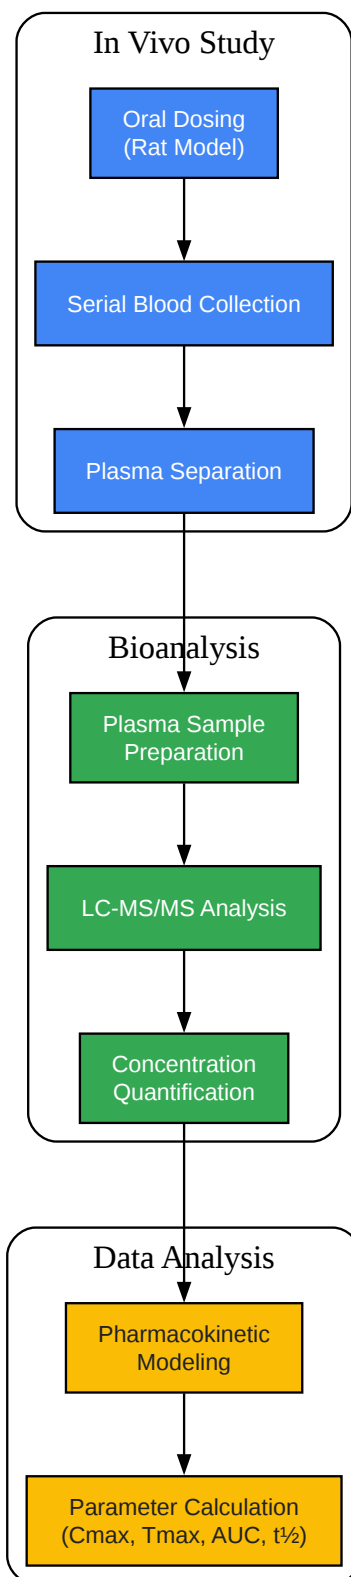 In Vivo Study
Oral Dosing
(Rat Model)
Serial Blood Collection
Plasma Separation
Bioanalysis
Plasma Sample
Preparation
LC-MS/MS Analysis
Concentration
Quantification
Data Analysis
Pharmacokinetic
Modeling
Parameter Calculation
(Cmax, Tmax, AUC, t½)